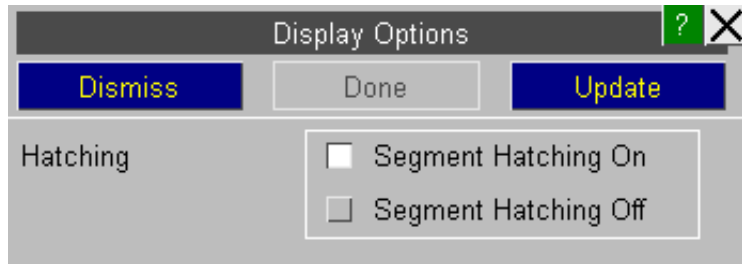 Display Options ?
Dismiss Done Update
Hatching Segment Hatching On
Segment Hatching Off